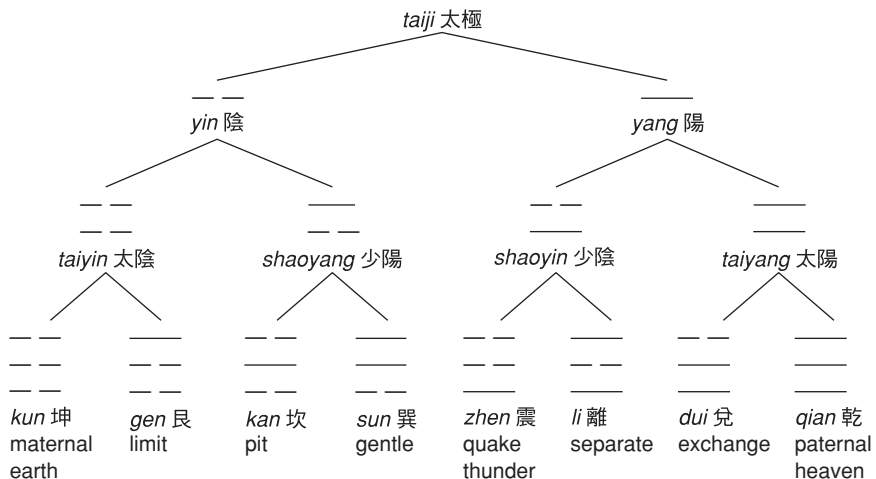 taiji 太極
yin 陰
yang 陽
taiyin 太陰
shaoyang 少陽
shaoyin 少陰
taiyang 太陽
kun 坤
maternal
earth
gen 艮
limit
kan 坎
pit
sun 巽
gentle
zhen 震
quake
thunder
li 離
separate
dui 兌
exchange
qian 乾
paternal
heaven